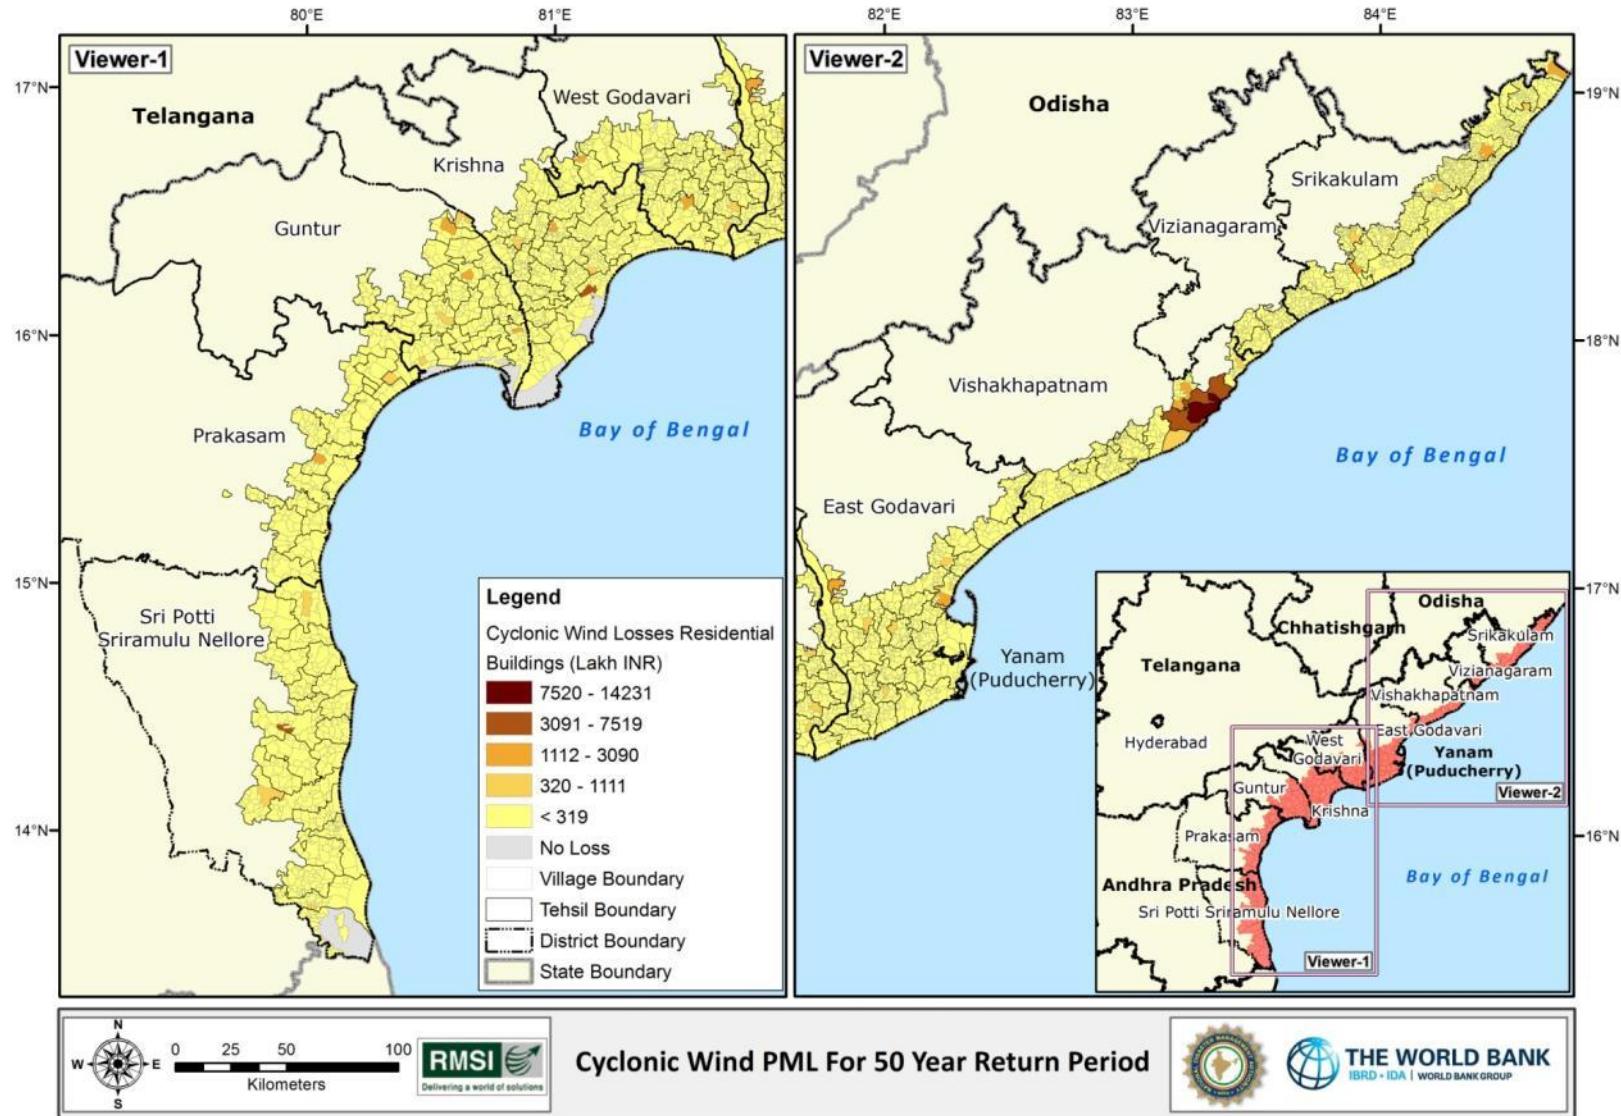 80°E
81°E
82°E
83°E
84°E
Viewer-1
17°N
16°N
15°N
14°N
Telangana
West Godavari
Krishna
Guntur
Prakasam
Bay of Bengal
Sri Potti
Sriramulu Nellore
Legend
Cyclonic Wind Losses Residential
Buildings (Lakh INR)
7520 - 14231
3091 - 7519
1112 - 3090
320 - 1111
< 319
No Loss
Village Boundary
Tehsil Boundary
District Boundary
State Boundary
Viewer-2
19°N
18°N
17°N
16°N
Odisha
Srikakulam
Vizianagaram
Vishakhapatnam
Bay of Bengal
East Godavari
Yanam
(Puducherry)
Odisha
Chhatishgarh
Srikakulam
Telangana
Vizianagaram
Vishakhapatnam
East Godavari
Hyderabad
West
Godavari
Yanam
(Puducherry)
Guntur
Viewer-2
Krishna
Prakasam
Bay of Bengal
Andhra Pradesh
Sri Potti Sriramulu Nellore
Viewer-1
N
W
E
S
0 25 50 100
Kilometers
RMSI
Delivering a world of solutions
Cyclonic Wind PML For 50 Year Return Period
THE WORLD BANK
IBRD • IDA | WORLD BANK GROUP